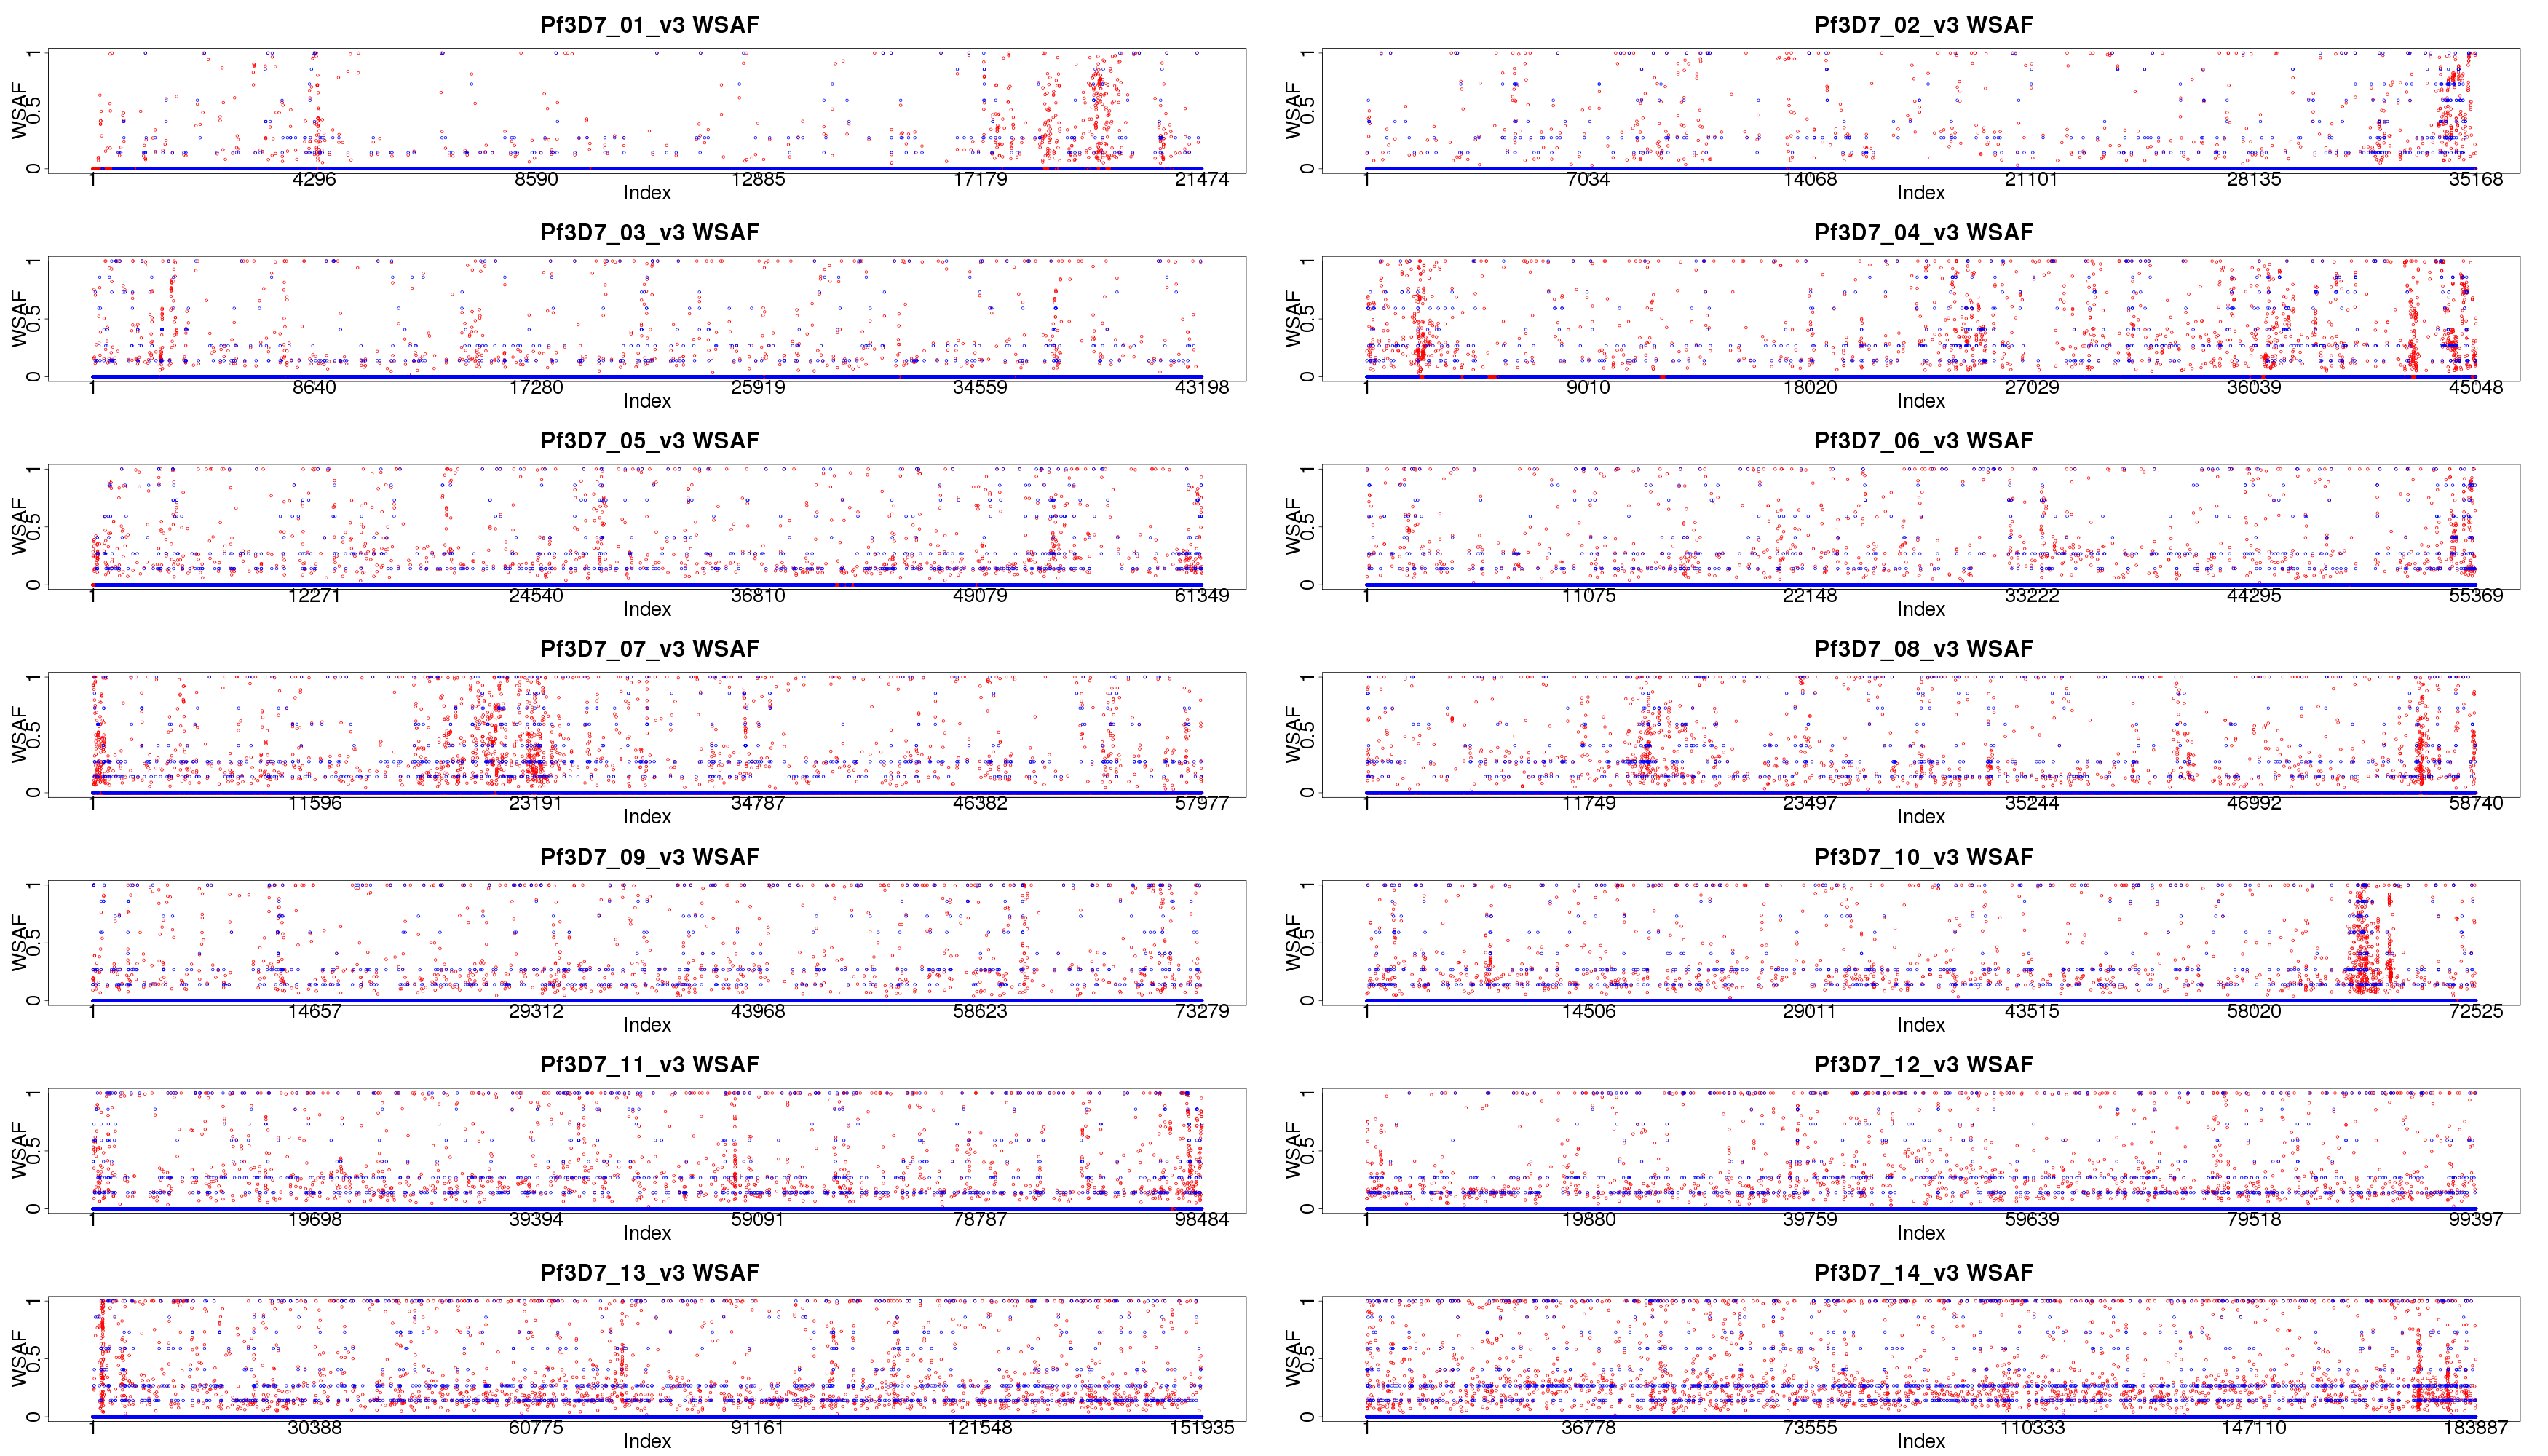 Pf3D7_01_v3 WSAF
WSAF
0 0.5 1
1 4296 8590 12885 17179 21474
Index
Pf3D7_02_v3 WSAF
WSAF
0 0.5 1
1 7034 14068 21101 28135 35168
Index
Pf3D7_03_v3 WSAF
WSAF
0 0.5 1
1 8640 17280 25919 34559 43198
Index
Pf3D7_04_v3 WSAF
WSAF
0 0.5 1
1 9010 18020 27029 36039 45048
Index
Pf3D7_05_v3 WSAF
WSAF
0 0.5 1
1 12271 24540 36810 49079 61349
Index
Pf3D7_06_v3 WSAF
WSAF
0 0.5 1
1 11075 22148 33222 44295 55369
Index
Pf3D7_07_v3 WSAF
WSAF
0 0.5 1
1 11596 23191 34787 46382 57977
Index
Pf3D7_08_v3 WSAF
WSAF
0 0.5 1
1 11749 23497 35244 46992 58740
Index
Pf3D7_09_v3 WSAF
WSAF
0 0.5 1
1 14657 29312 43968 58623 73279
Index
Pf3D7_10_v3 WSAF
WSAF
0 0.5 1
1 14506 29011 43515 58020 72525
Index
Pf3D7_11_v3 WSAF
WSAF
0 0.5 1
1 19698 39394 59091 78787 98484
Index
Pf3D7_12_v3 WSAF
WSAF
0 0.5 1
1 19880 39759 59639 79518 99397
Index
Pf3D7_13_v3 WSAF
WSAF
0 0.5 1
1 30388 60775 91161 121548 151935
Index
Pf3D7_14_v3 WSAF
WSAF
0 0.5 1
1 36778 73555 110333 147110 183887
Index